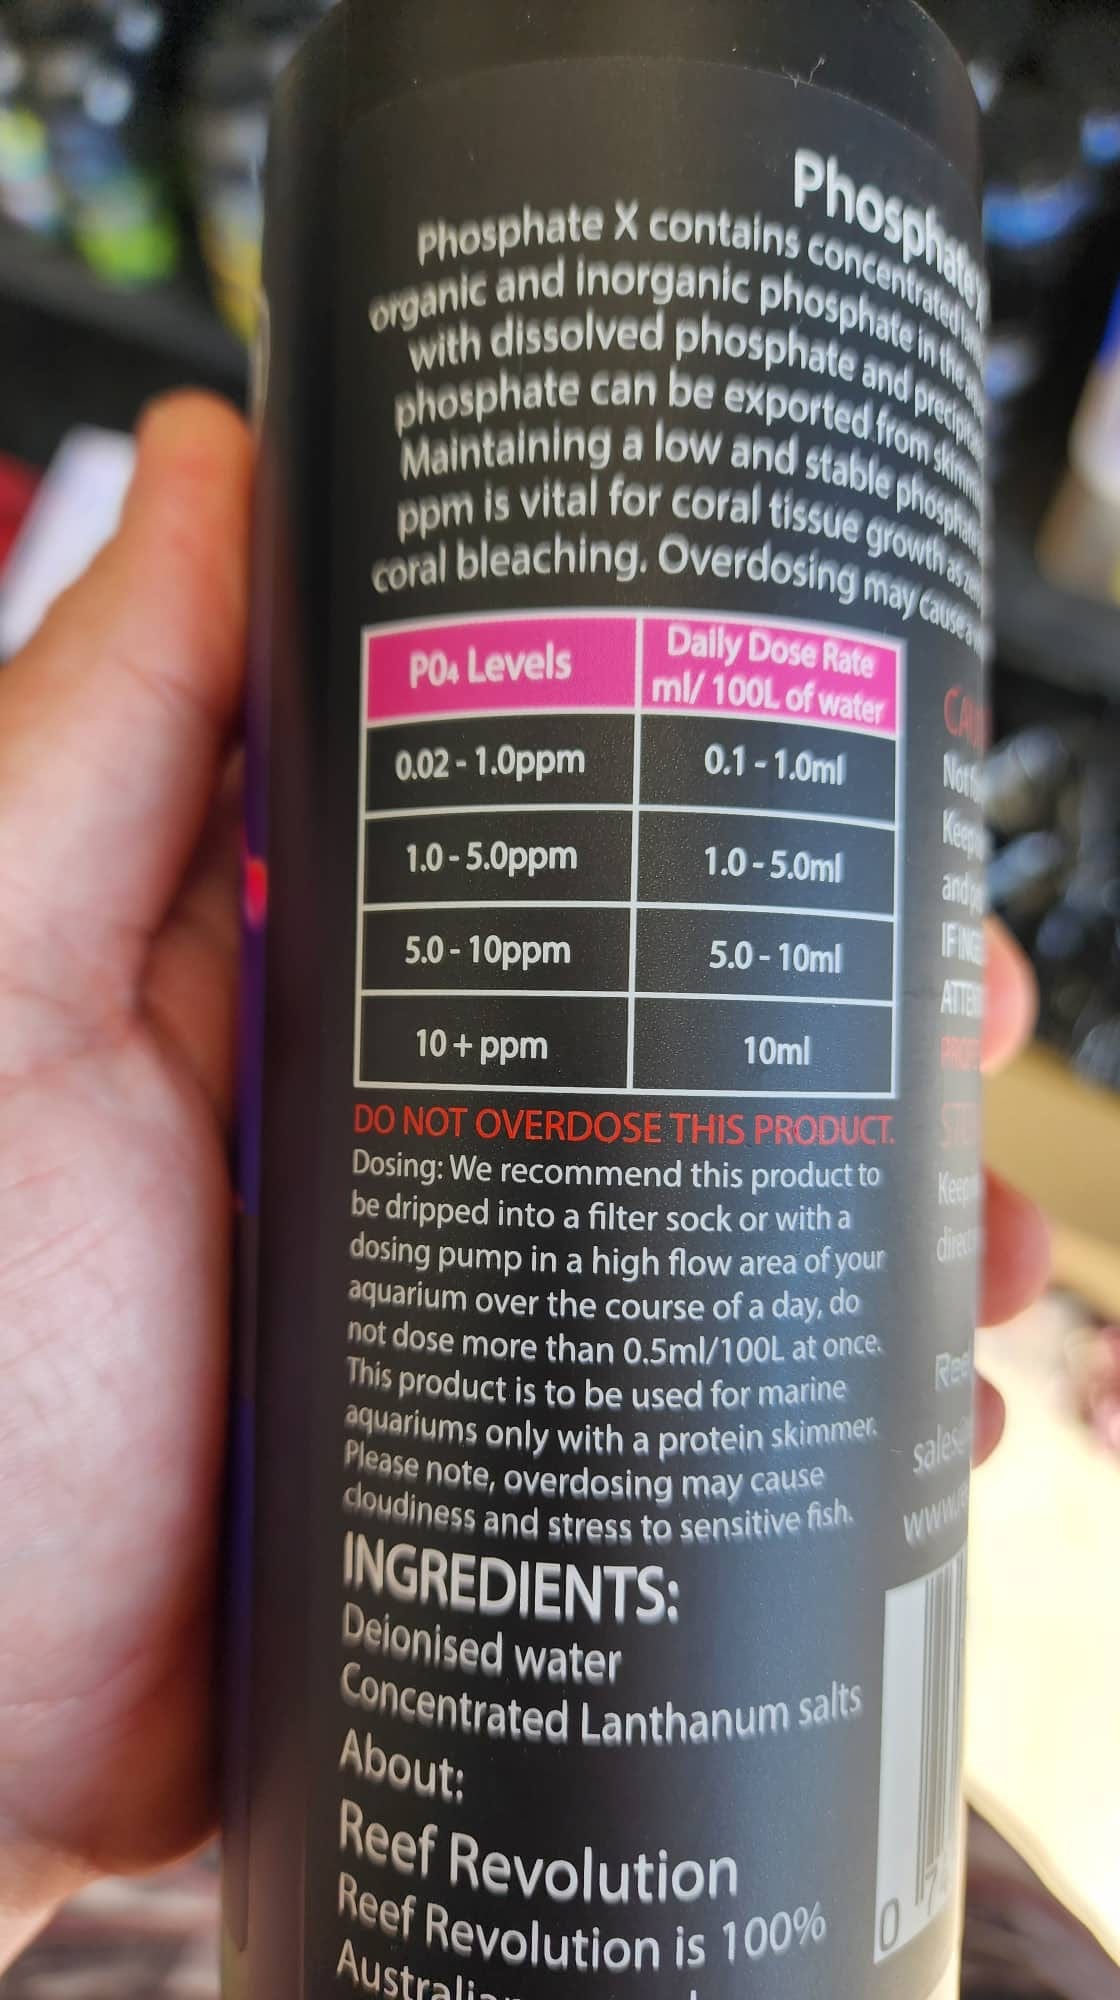 Phosphate
Phosphate X contains concentrated
organic and inorganic phosphate in the
with dissolved phosphate and
phosphate can be exported from
Maintaining a low and stable
ppm is vital for coral tissue growth as
coral bleaching. Overdosing may cause
PO₄ Levels
Daily Dose Rate
ml/ 100L of water
0.02 - 1.0ppm 0.1 - 1.0ml
1.0 - 5.0ppm 1.0 - 5.0ml
5.0 - 10ppm 5.0 - 10ml
10 + ppm 10ml
DO NOT OVERDOSE THIS PRODUCT.
Dosing: We recommend this product to
be dripped into a filter sock or with a
dosing pump in a high flow area of your
aquarium over the course of a day, do
not dose more than 0.5ml/100L at once.
This product is to be used for marine
aquariums only with a protein skimmer.
Please note, overdosing may cause
cloudiness and stress to sensitive fish.
INGREDIENTS:
Deionised water
Concentrated Lanthanum salts
About:
Reef Revolution
Reef Revolution is 100%
0